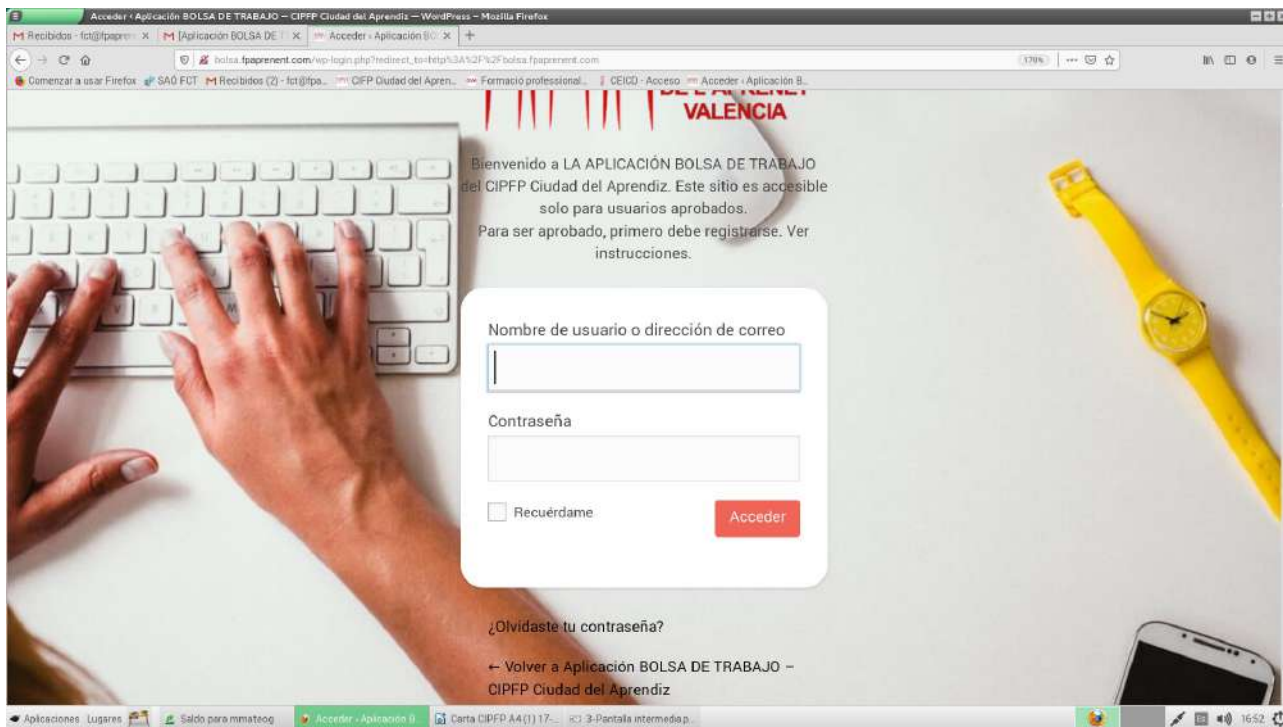 Acceder ‹ Aplicación BOLSA DE TRABAJO — CIPFP Ciudad del Aprendiz — WordPress – Mozilla Firefox
Recibidos - fct@fpapren
[Aplicación BOLSA DE T
Acceder ‹ Aplicación BO
bolsa.fpaprenent.com/wp-login.php?redirect_to=http%3A%2F%2Fbolsa.fpaprenent.com
170%
Comenzar a usar Firefox
SAÓ FCT
Recibidos (2) - fct@fpa...
CIFP Ciudad del Apren...
Formació professional...
CEICD - Acceso
Acceder ‹ Aplicación B...
DE L'APRENET
VALENCIA
Bienvenido a LA APLICACIÓN BOLSA DE TRABAJO
del CIPFP Ciudad del Aprendiz. Este sitio es accesible
solo para usuarios aprobados.
Para ser aprobado, primero debe registrarse. Ver
instrucciones.
Nombre de usuario o dirección de correo
Contraseña
Recuérdame
Acceder
¿Olvidaste tu contraseña?
← Volver a Aplicación BOLSA DE TRABAJO –
CIPFP Ciudad del Aprendiz
Aplicaciones
Lugares
Saldo para mmateog
Acceder ‹ Aplicación B...
Carta CIPFP A4 (1) 17-...
3-Pantalla intermedia.p...
16:52